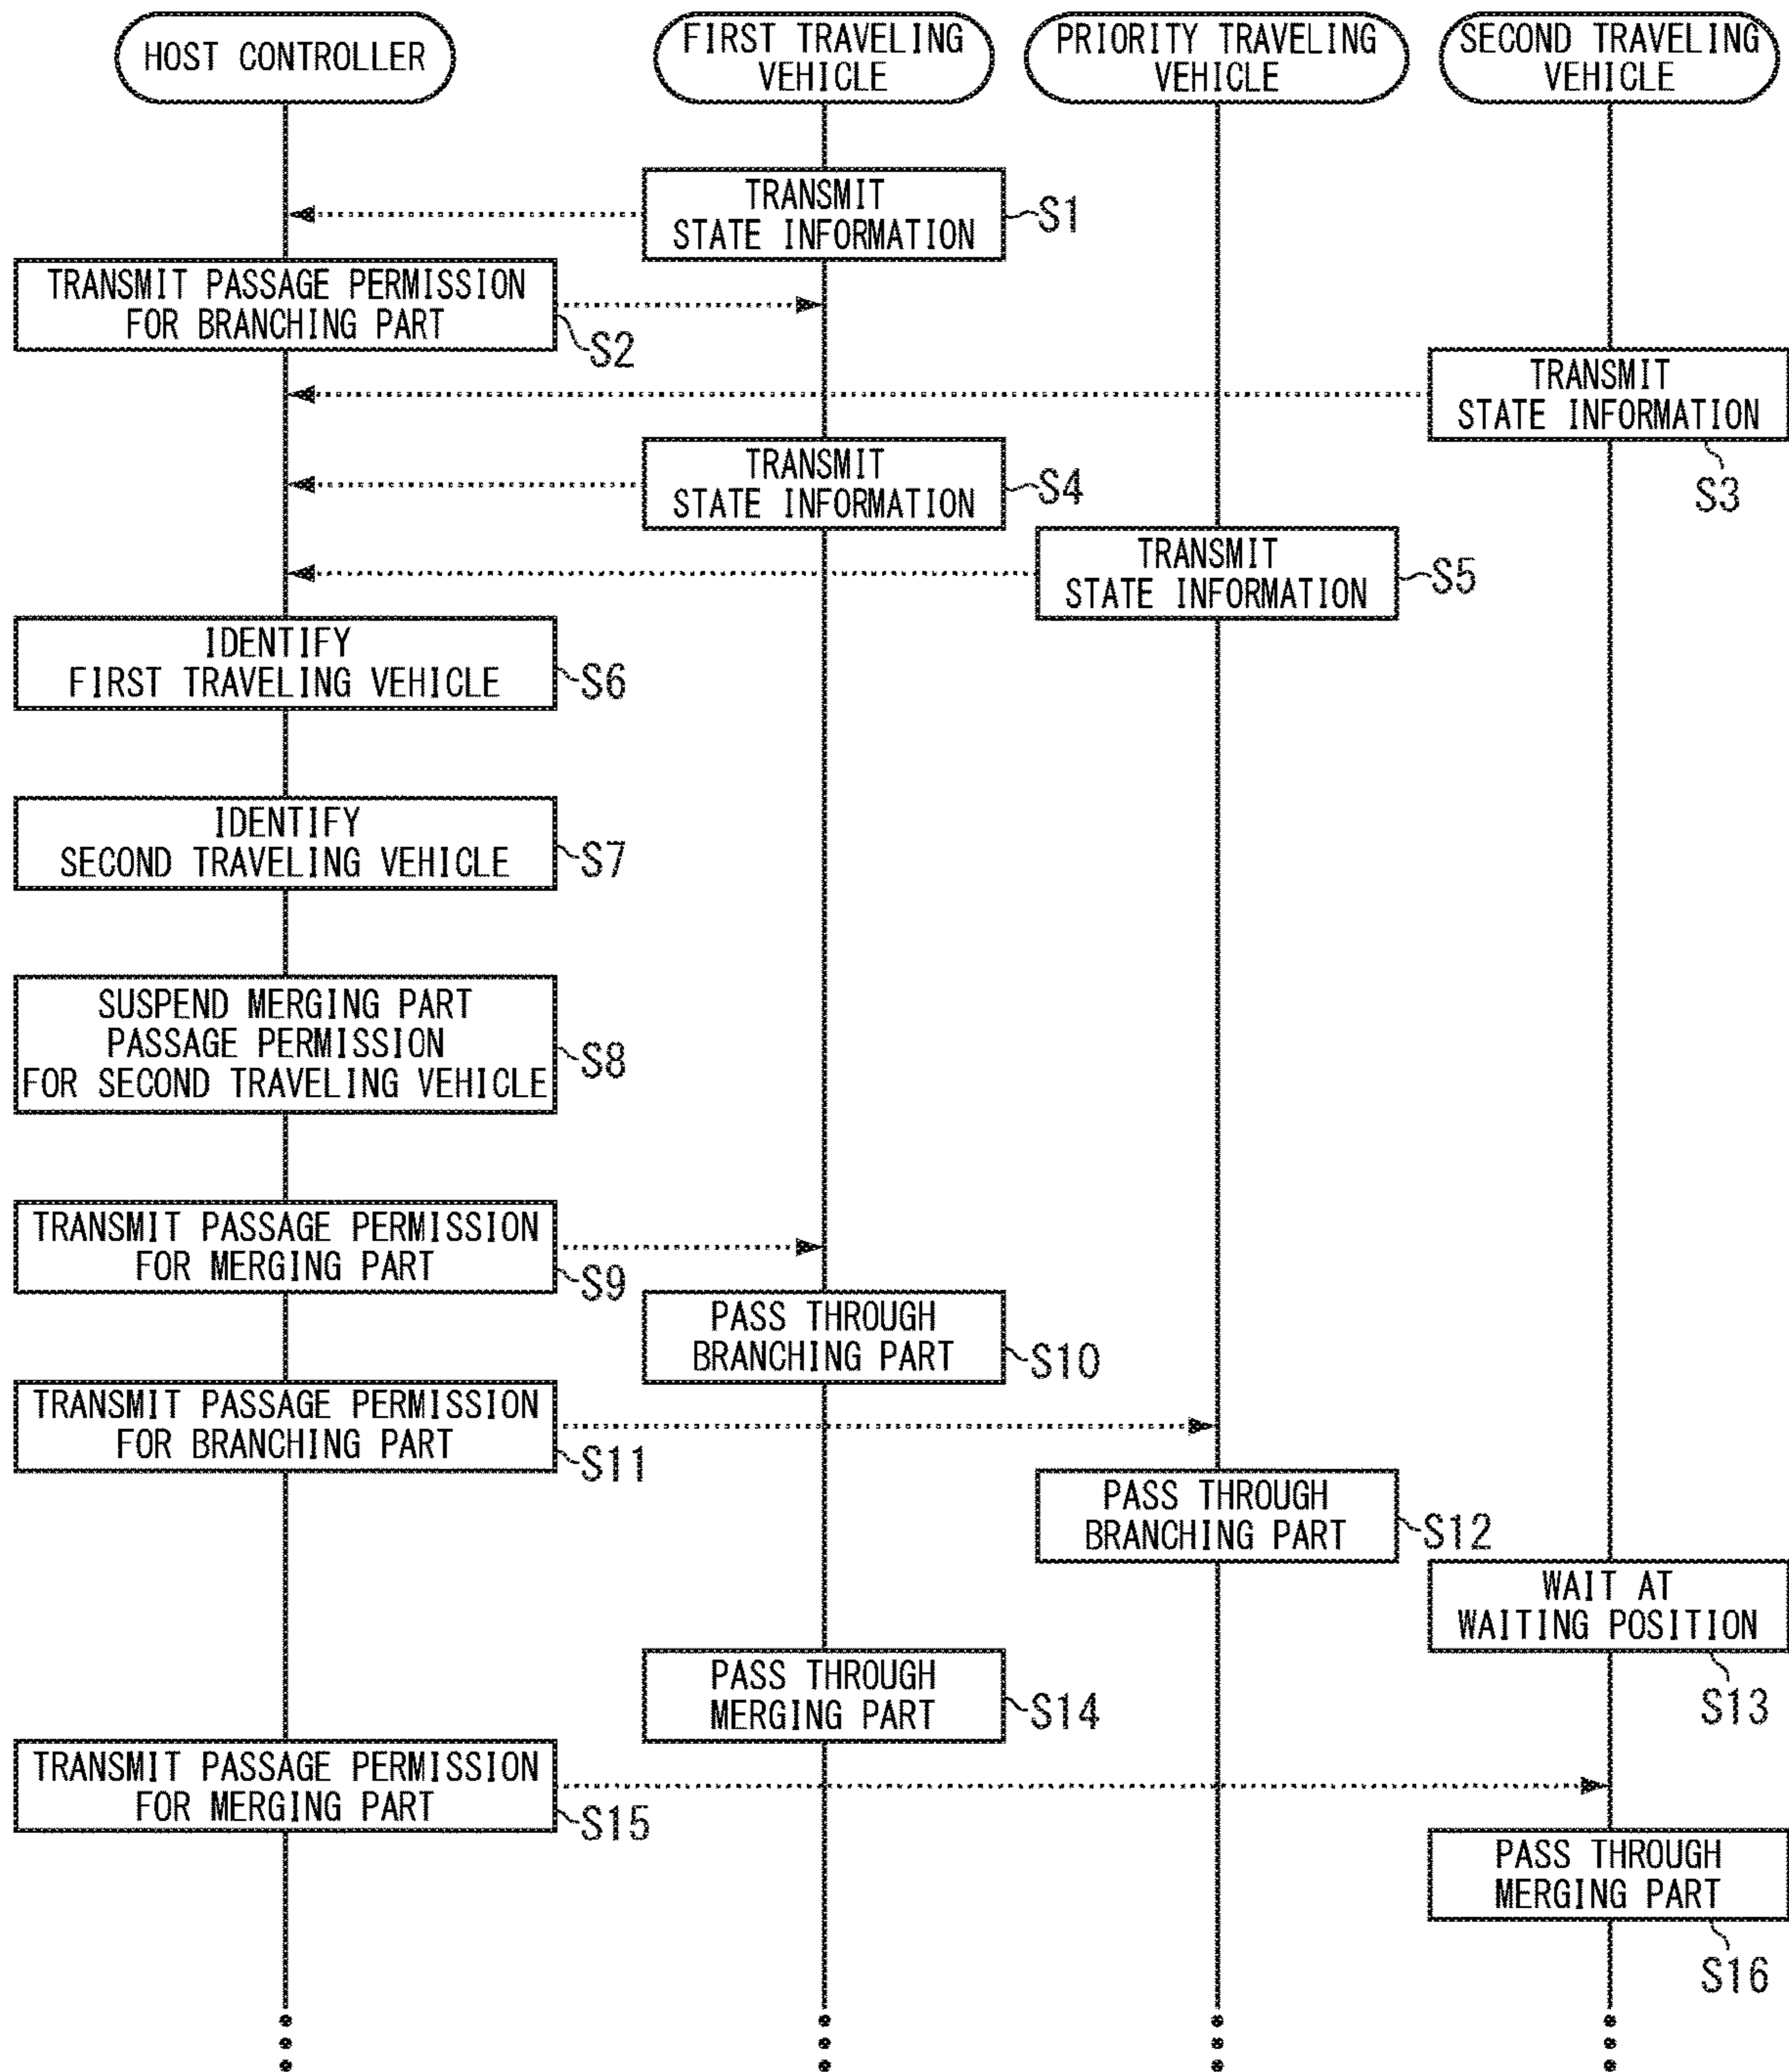 HOST CONTROLLER
FIRST TRAVELING
VEHICLE
PRIORITY TRAVELING
VEHICLE
SECOND TRAVELING
VEHICLE
TRANSMIT
STATE INFORMATION
S1
TRANSMIT PASSAGE PERMISSION
FOR BRANCHING PART
S2
TRANSMIT
STATE INFORMATION
S3
TRANSMIT
STATE INFORMATION
S4
TRANSMIT
STATE INFORMATION
S5
IDENTIFY
FIRST TRAVELING VEHICLE
S6
IDENTIFY
SECOND TRAVELING VEHICLE
S7
SUSPEND MERGING PART
PASSAGE PERMISSION
FOR SECOND TRAVELING VEHICLE
S8
TRANSMIT PASSAGE PERMISSION
FOR MERGING PART
S9
PASS THROUGH
BRANCHING PART
S10
TRANSMIT PASSAGE PERMISSION
FOR BRANCHING PART
S11
PASS THROUGH
BRANCHING PART
S12
WAIT AT
WAITING POSITION
S13
PASS THROUGH
MERGING PART
S14
TRANSMIT PASSAGE PERMISSION
FOR MERGING PART
S15
PASS THROUGH
MERGING PART
S16